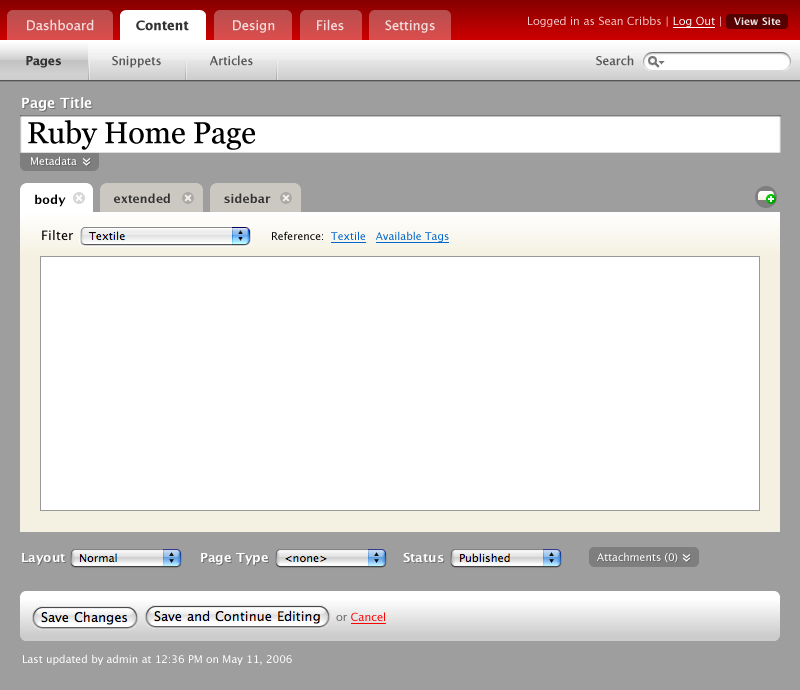 Dashboard Content Design Files Settings Logged in as Sean Cribbs | Log Out | View Site
Pages Snippets Articles Search
Page Title
Ruby Home Page
Metadata
body extended sidebar
Filter Textile Reference: Textile Available Tags
Layout Normal Page Type <none> Status Published Attachments (0)
Save Changes Save and Continue Editing or Cancel
Last updated by admin at 12:36 PM on May 11, 2006